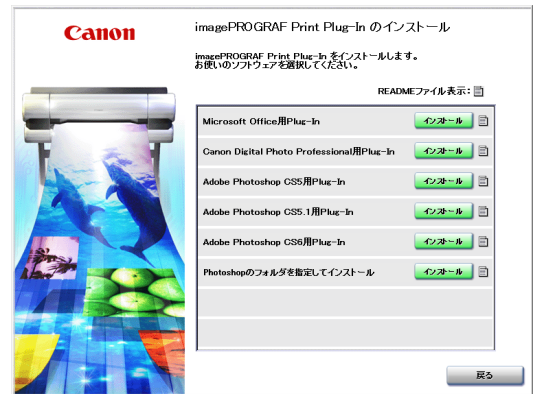 Canon
imagePROGRAF Print Plug-In のインストール
imagePROGRAF Print Plug-In をインストールします。
お使いのソフトウェアを選択してください。
READMEファイル表示：
Microsoft Office用Plug-In インストール
Canon Digital Photo Professional用Plug-In インストール
Adobe Photoshop CS5用Plug-In インストール
Adobe Photoshop CS5.1用Plug-In インストール
Adobe Photoshop CS6用Plug-In インストール
Photoshopのフォルダを指定してインストール インストール
戻る